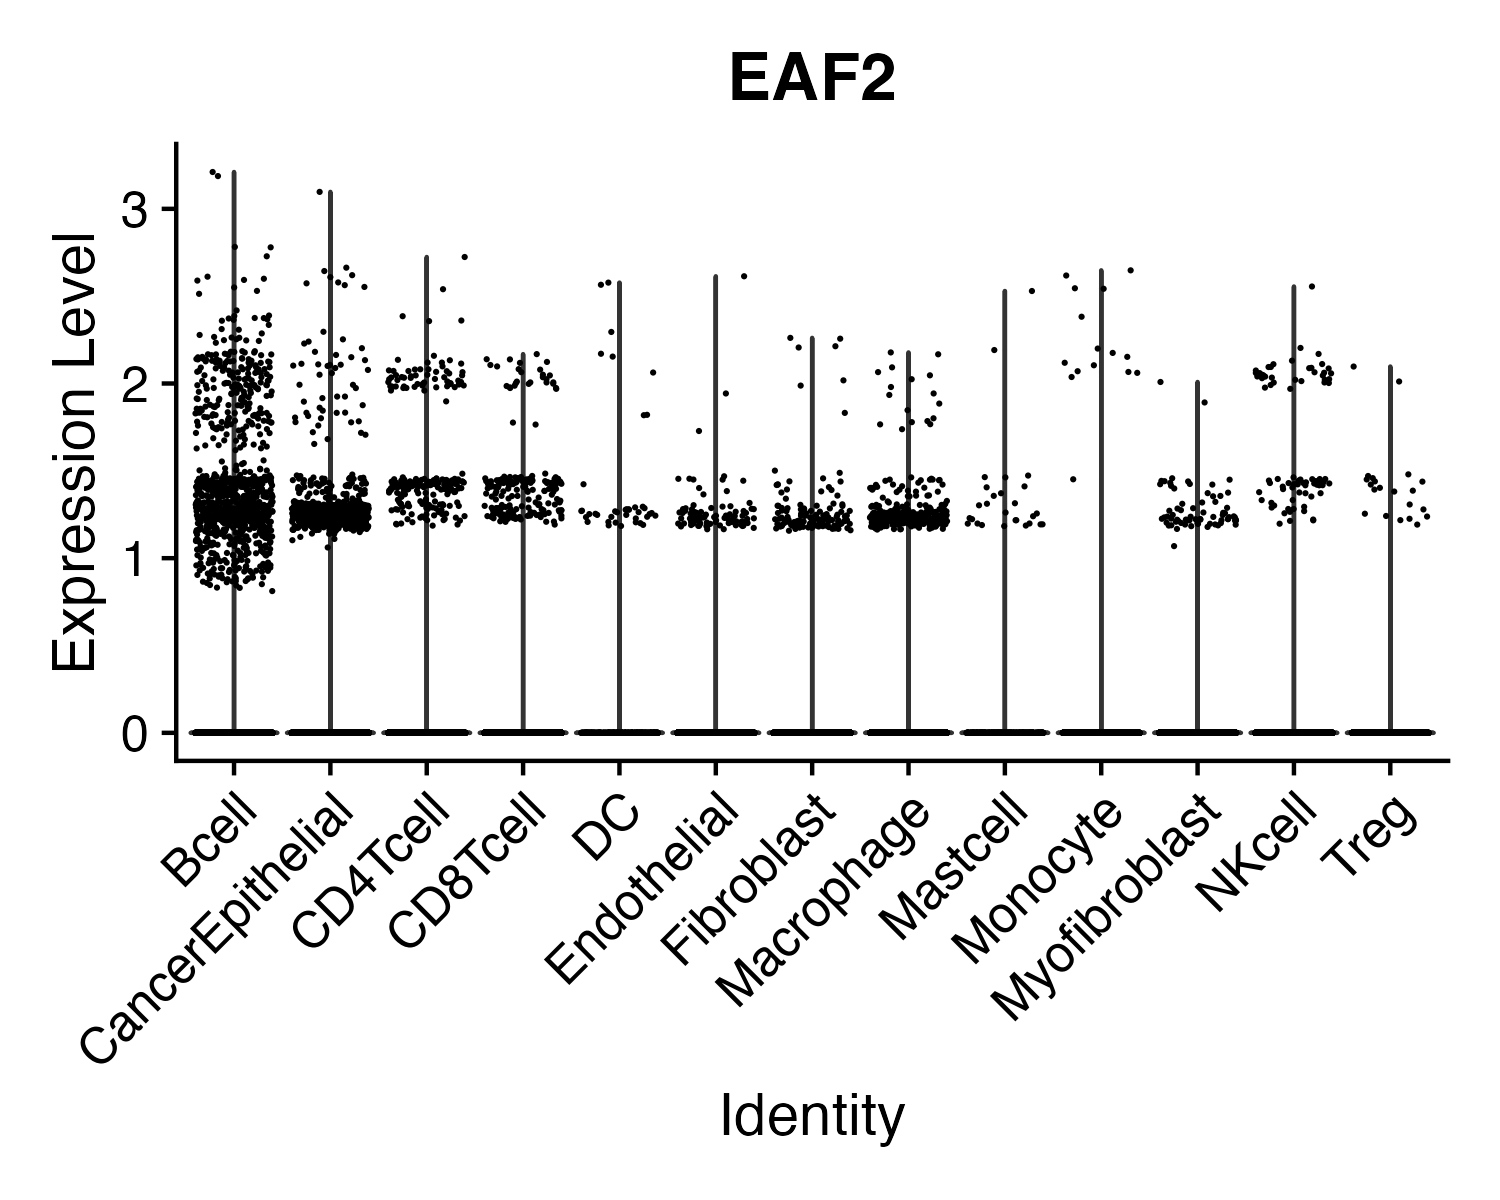 EAF2
Expression Level
3
2
1
0
Bcell
CancerEpithelial
CD4Tcell
CD8Tcell
DC
Endothelial
Fibroblast
Macrophage
Mastcell
Monocyte
Myofibroblast
NKcell
Treg
Identity